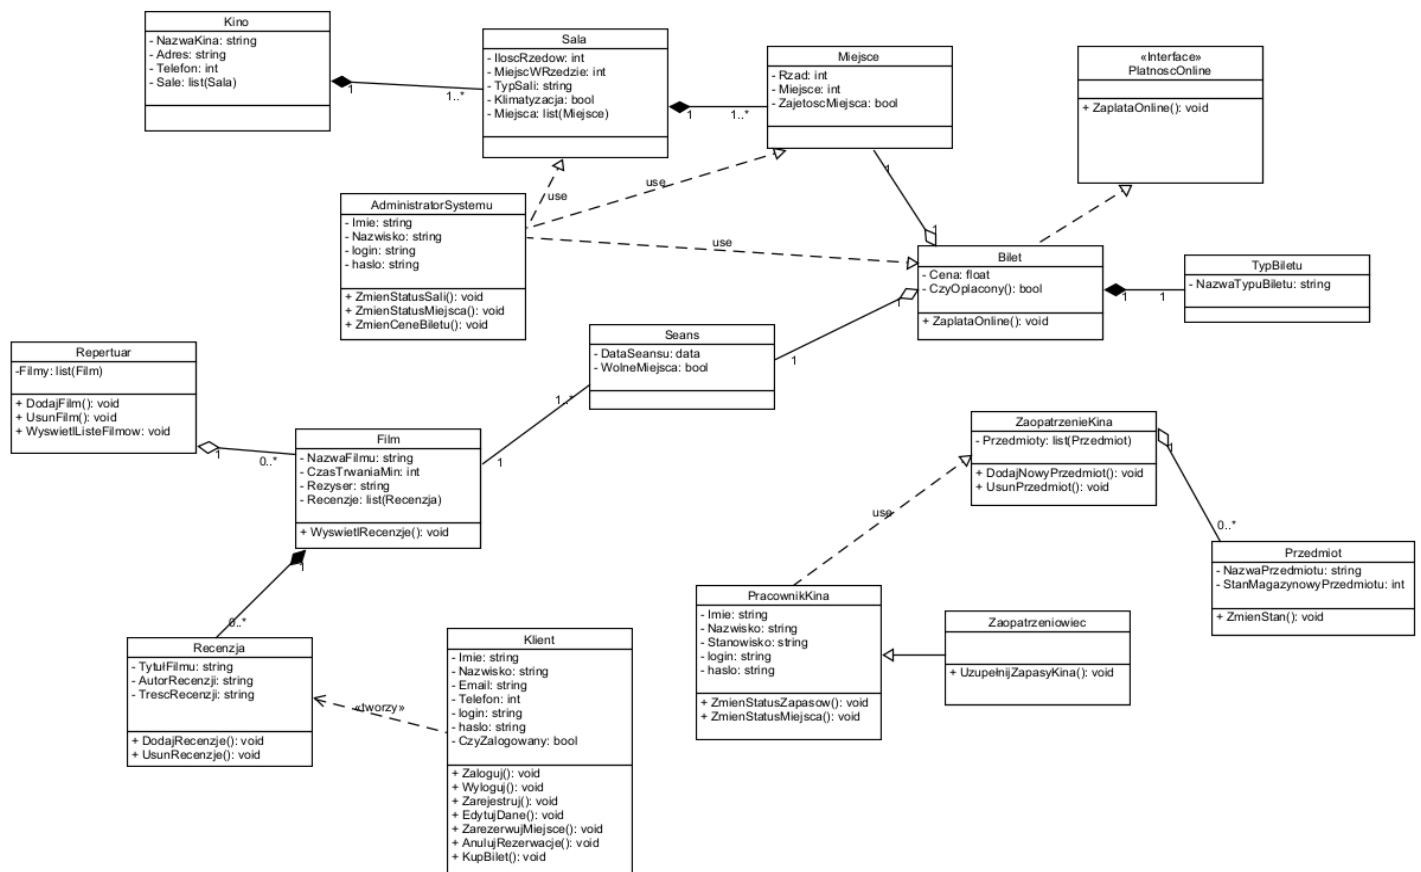 Kino
- NazwaKina: string
- Adres: string
- Telefon: int
- Sale: list(Sala)
1
1..*
Sala
- IloscRzedow: int
- MiejscWRzedzie: int
- TypSali: string
- Klimatyzacja: bool
- Miejsca: list(Miejsce)
1
1..*
Miejsce
- Rzad: int
- Miejsce: int
- ZajetoscMiejsca: bool
«Interface»
PlatnoscOnline
+ ZaplataOnline(): void
use
use
use
1
1
AdministratorSystemu
- Imie: string
- Nazwisko: string
- login: string
- haslo: string
+ ZmienStatusSali(): void
+ ZmienStatusMiejsca(): void
+ ZmienCeneBiletu(): void
Bilet
- Cena: float
- CzyOplacony(): bool
+ ZaplataOnline(): void
1
1
TypBiletu
- NazwaTypuBiletu: string
1
1
Seans
- DataSeansu: data
- WolneMiejsca: bool
1..*
1
Repertuar
-Filmy: list(Film)
+ DodajFilm(): void
+ UsunFilm(): void
+ WyswietlListeFilmow: void
1
0..*
Film
- NazwaFilmu: string
- CzasTrwaniaMin: int
- Rezyser: string
- Recenzje: list(Recenzja)
+ WyswietlRecenzje(): void
1
0..*
ZaopatrzenieKina
- Przedmioty: list(Przedmiot)
+ DodajNowyPrzedmiot(): void
+ UsunPrzedmiot(): void
1
0..*
use
Przedmiot
- NazwaPrzedmiotu: string
- StanMagazynowyPrzedmiotu: int
+ ZmienStan(): void
PracownikKina
- Imie: string
- Nazwisko: string
- Stanowisko: string
- login: string
- haslo: string
+ ZmienStatusZapasow(): void
+ ZmienStatusMiejsca(): void
Zaopatrzeniowiec
+ UzupełnijZapasyKina(): void
Recenzja
- TytułFilmu: string
- AutorRecenzji: string
- TrescRecenzji: string
+ DodajRecenzje(): void
+ UsunRecenzje(): void
«tworzy»
Klient
- Imie: string
- Nazwisko: string
- Email: string
- Telefon: int
- login: string
- haslo: string
- CzyZalogowany: bool
+ Zaloguj(): void
+ Wyloguj(): void
+ Zarejestruj(): void
+ EdytujDane(): void
+ ZarezerwujMiejsce(): void
+ AnulujRezerwacje(): void
+ KupBilet(): void